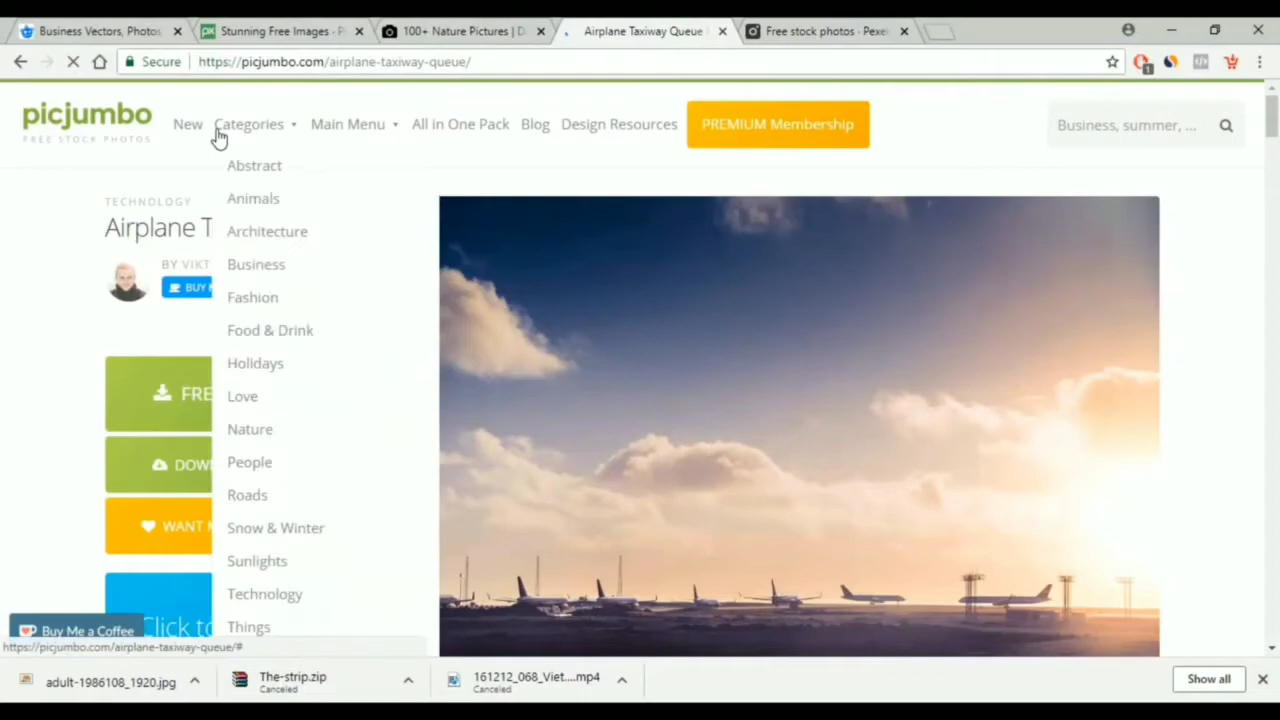 Business Vectors, Photos
Stunning Free Images - P
100+ Nature Pictures | D
Airplane Taxiway Queue
Free stock photos · Pexe
Secure
https://picjumbo.com/airplane-taxiway-queue/
1
picjumbo
FREE STOCK PHOTOS
New
Categories
Main Menu
All in One Pack
Blog
Design Resources
PREMIUM Membership
Business, summer, ...
Abstract
Animals
Architecture
Business
Fashion
Food & Drink
Holidays
Love
Nature
People
Roads
Snow & Winter
Sunlights
Technology
Things
TECHNOLOGY
Airplane T
BY VIKT
BUY
FRE
DOW
WANT
Click to
Buy Me a Coffee
https://picjumbo.com/airplane-taxiway-queue/#
adult-1986108_1920.jpg
The-strip.zip
Canceled
161212_068_Viet....mp4
Canceled
Show all